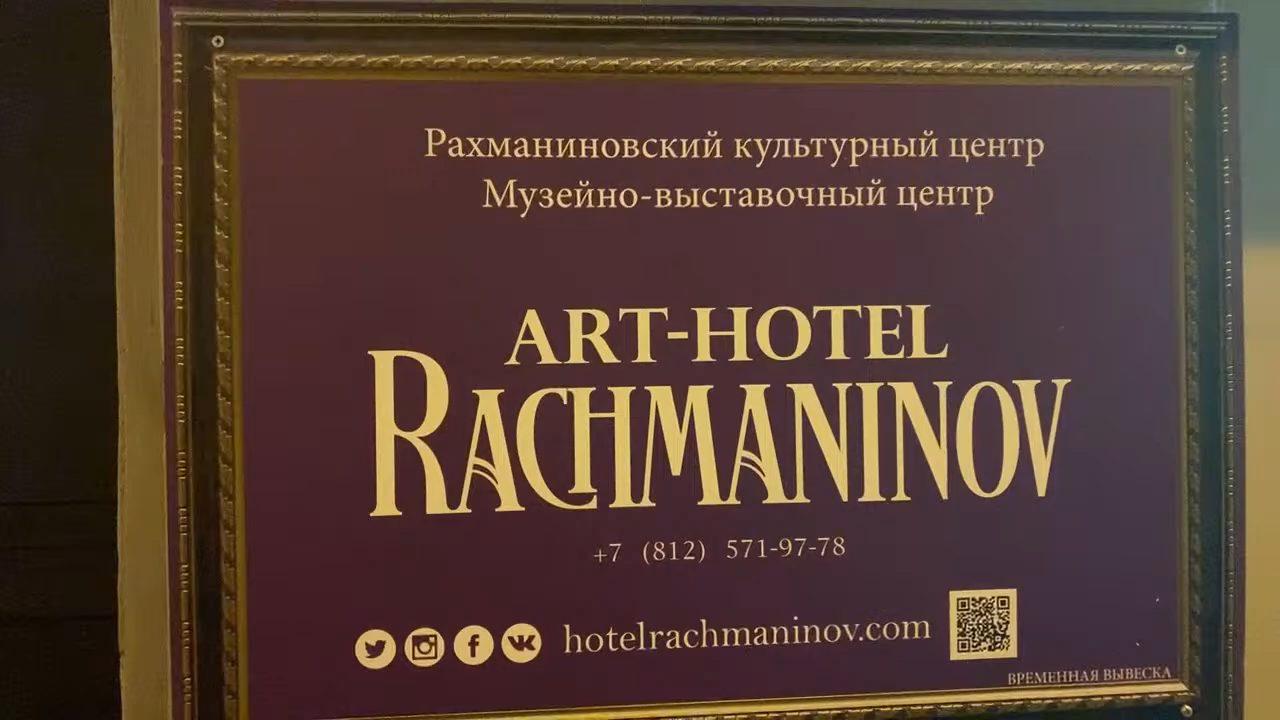 Рахманиновский культурный центр
Музейно-выставочный центр
ART-HOTEL
RACHMANINOV
+7 (812) 571-97-78
hotelrachmaninov.com
ВРЕМЕННАЯ ВЫВЕСКА